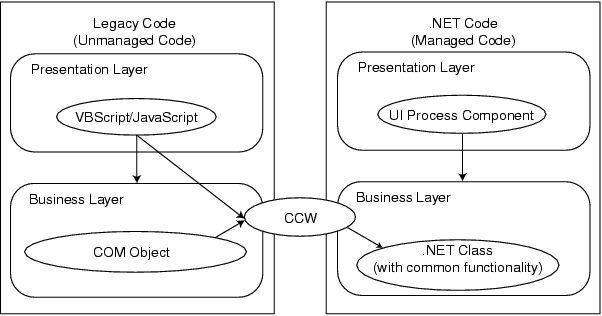 Legacy Code
(Unmanaged Code)
Presentation Layer
VBScript/JavaScript
Business Layer
COM Object
CCW
.NET Code
(Managed Code)
Presentation Layer
UI Process Component
Business Layer
.NET Class
(with common functionality)